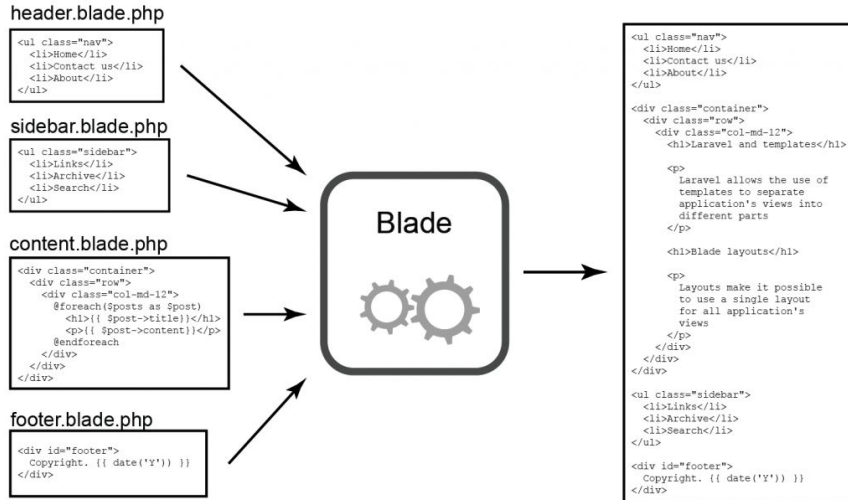 header.blade.php
<ul class="nav">
  <li>Home</li>
  <li>Contact us</li>
  <li>About</li>
</ul>
sidebar.blade.php
<ul class="sidebar">
  <li>Links</li>
  <li>Archive</li>
  <li>Search</li>
</ul>
content.blade.php
<div class="container">
  <div class="row">
    <div class="col-md-12">
      @foreach($posts as $post)
        <h1>{{ $post->title}}</h1>
        <p>{{ $post->content}}</p>
      @endforeach
    </div>
  </div>
</div>
footer.blade.php
<div id="footer">
  Copyright. {{ date('Y')) }}
</div>
Blade
<ul class="nav">
  <li>Home</li>
  <li>Contact us</li>
  <li>About</li>
</ul>
<div class="container">
  <div class="row">
    <div class="col-md-12">
      <h1>Laravel and templates</h1>
      <p>
        Laravel allows the use of
        templates to separate
        application's views into
        different parts
      </p>
      <h1>Blade layouts</h1>
      <p>
        Layouts make it possible
        to use a single layout
        for all application's
        views
      </p>
    </div>
  </div>
</div>
<ul class="sidebar">
  <li>Links</li>
  <li>Archive</li>
  <li>Search</li>
</ul>
<div id="footer">
  Copyright. {{ date('Y')) }}
</div>